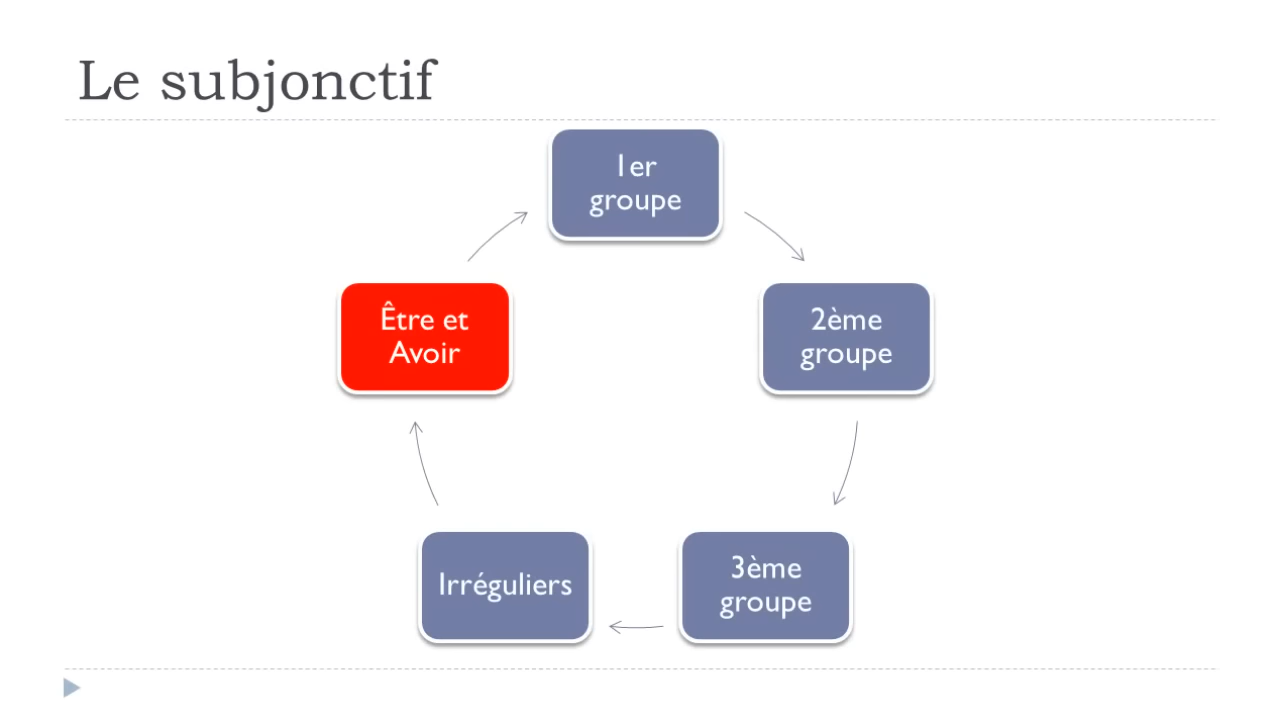 Le subjonctif
1er
groupe
2ème
groupe
3ème
groupe
Irréguliers
Être et
Avoir